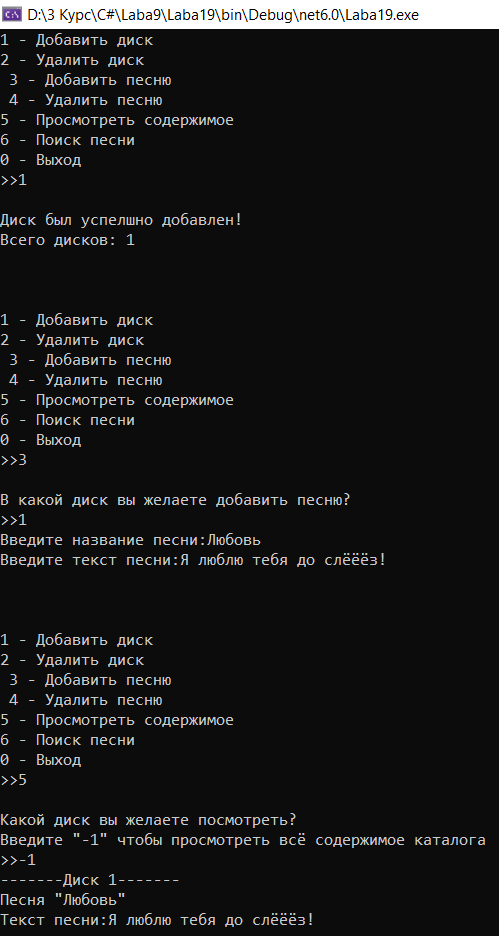 D:\3 Курс\C#\Laba9\Laba19\bin\Debug\net6.0\Laba19.exe
1 - Добавить диск
2 - Удалить диск
 3 - Добавить песню
 4 - Удалить песню
5 - Просмотреть содержимое
6 - Поиск песни
0 - Выход
>>1

Диск был успелшно добавлен!
Всего дисков: 1

1 - Добавить диск
2 - Удалить диск
 3 - Добавить песню
 4 - Удалить песню
5 - Просмотреть содержимое
6 - Поиск песни
0 - Выход
>>3

В какой диск вы желаете добавить песню?
>>1
Введите название песни:Любовь
Введите текст песни:Я люблю тебя до слёёёз!

1 - Добавить диск
2 - Удалить диск
 3 - Добавить песню
 4 - Удалить песню
5 - Просмотреть содержимое
6 - Поиск песни
0 - Выход
>>5

Какой диск вы желаете посмотреть?
Введите "-1" чтобы просмотреть всё содержимое каталога
>>-1
-------Диск 1-------
Песня "Любовь"
Текст песни:Я люблю тебя до слёёёз!